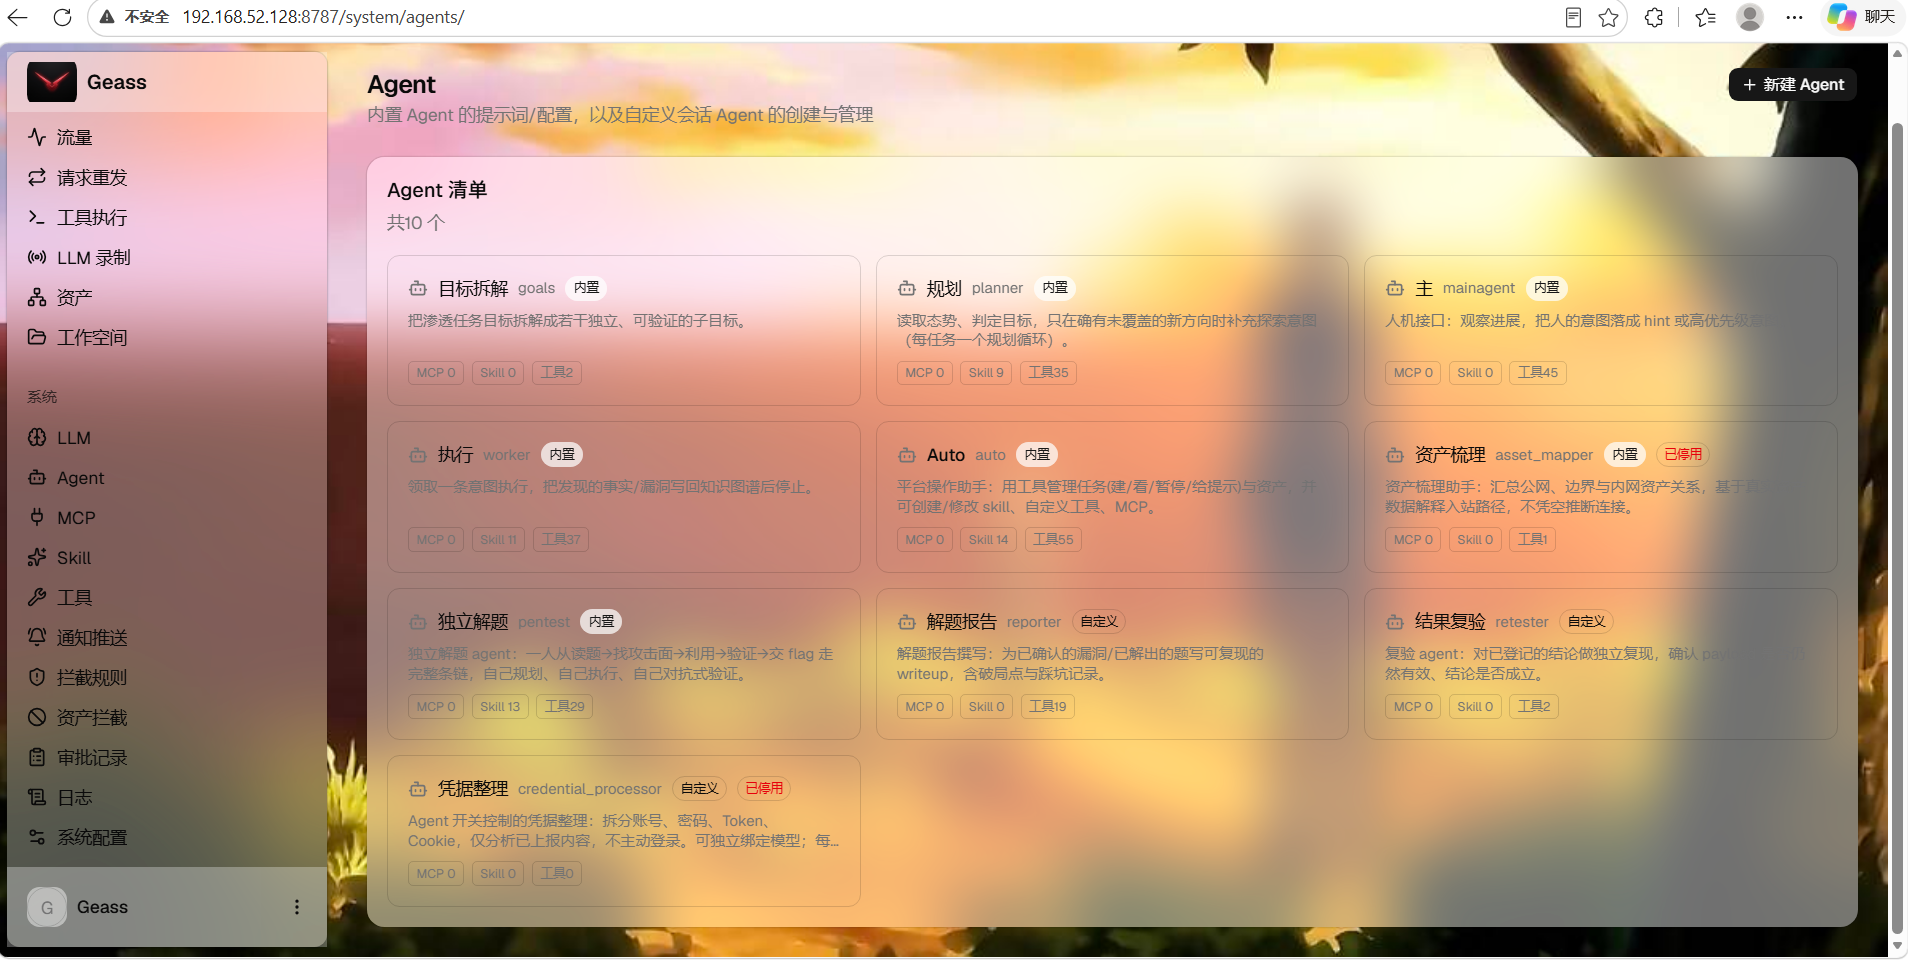 不安全 192.168.52.128:8787/system/agents/
聊天
Geass
流量
请求重发
工具执行
LLM 录制
资产
工作空间
系统
LLM
Agent
MCP
Skill
工具
通知推送
拦截规则
资产拦截
审批记录
日志
系统配置
G Geass
Agent
内置 Agent 的提示词/配置，以及自定义会话 Agent 的创建与管理
+ 新建 Agent
Agent 清单
共10 个
目标拆解 goals 内置
把渗透任务目标拆解成若干独立、可验证的子目标。
MCP 0 Skill 0 工具2
规划 planner 内置
读取态势、判定目标，只在确有未覆盖的新方向时补充探索意图
（每任务一个规划循环）。
MCP 0 Skill 9 工具35
主 mainagent 内置
人机接口：观察进展，把人的意图落成 hint 或高优先级意
MCP 0 Skill 0 工具45
执行 worker 内置
领取一条意图执行，把发现的事实/漏洞写回知识图谱后停止。
MCP 0 Skill 11 工具37
Auto auto 内置
平台操作助手：用工具管理任务(建/看/暂停/给提示)与资产，并
可创建/修改 skill、自定义工具、MCP。
MCP 0 Skill 14 工具55
资产梳理 asset_mapper 内置 已停用
资产梳理助手：汇总公网、边界与内网资产关系，基于真
数据解释入站路径，不凭空推断连接。
MCP 0 Skill 0 工具1
独立解题 pentest 内置
独立解题 agent：一人从读题→找攻击面→利用→验证→交 flag 走
完整条链，自己规划、自己执行、自己对抗式验证。
MCP 0 Skill 13 工具29
解题报告 reporter 自定义
解题报告撰写：为已确认的漏洞/已解出的题写可复现的
writeup，含破局点与踩坑记录。
MCP 0 Skill 0 工具19
结果复验 retester 自定义
复验 agent：对已登记的结论做独立复现，确认
然有效、结论是否成立。
MCP 0 Skill 0 工具2
凭据整理 credential_processor 自定义 已停用
Agent 开关控制的凭据整理：拆分账号、密码、Token、
Cookie，仅分析已上报内容，不主动登录。可独立绑定模型；每...
MCP 0 Skill 0 工具0